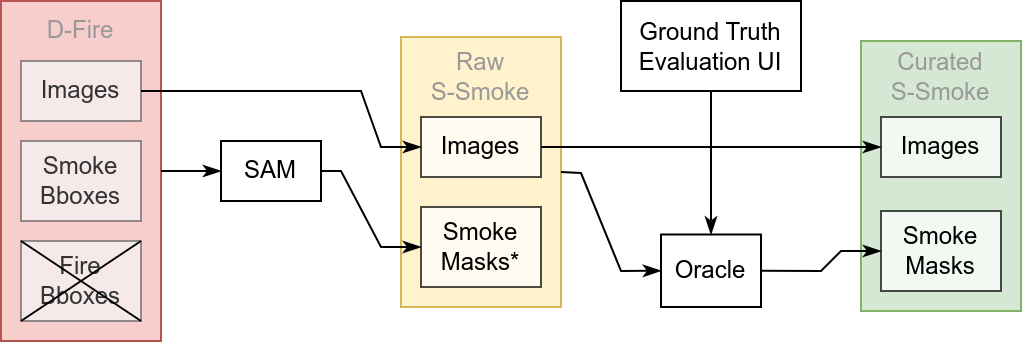 D-Fire
Images
Smoke
Bboxes
Fire
Bboxes
SAM
Raw
S-Smoke
Images
Smoke
Masks*
Ground Truth
Evaluation UI
Oracle
Curated
S-Smoke
Images
Smoke
Masks